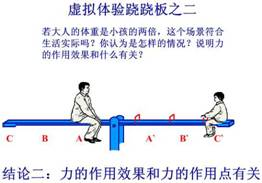 虚拟体验跷跷板之二
若大人的体重是小孩的两倍，这个场景符合
生活实际吗？你认为是怎样的情况？说明力
的作用效果和什么有关？
C B A A' B' C'
结论二：力的作用效果和力的作用点有关